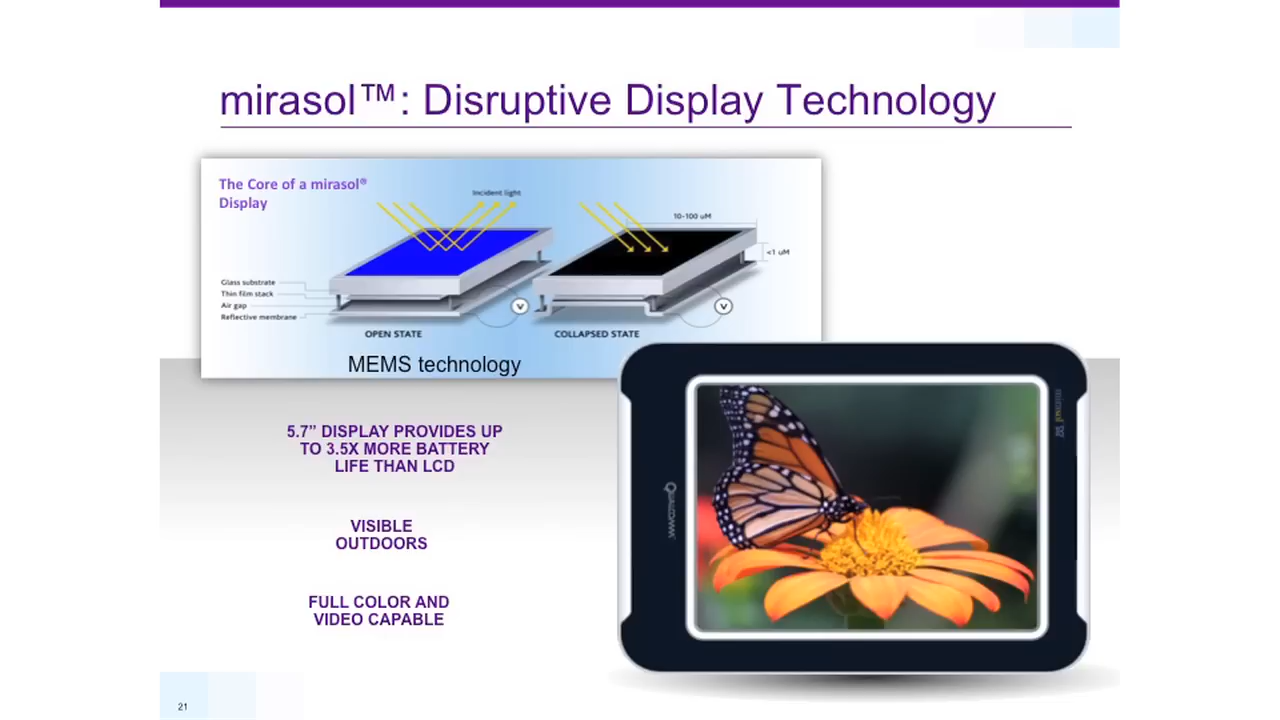 mirasol™: Disruptive Display Technology
The Core of a mirasol®
Display
Incident light
10-100 uM
<1 uM
Glass substrate
Thin film stack
Air gap
Reflective membrane
V
V
OPEN STATE
COLLAPSED STATE
MEMS technology
5.7” DISPLAY PROVIDES UP
TO 3.5X MORE BATTERY
LIFE THAN LCD
VISIBLE
OUTDOORS
FULL COLOR AND
VIDEO CAPABLE
QUALCOMM
21